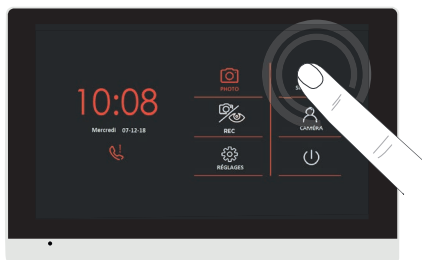 10:08
Mercredi 07-12-18
PHOTO
REC
CAMÉRA
RÉGLAGES